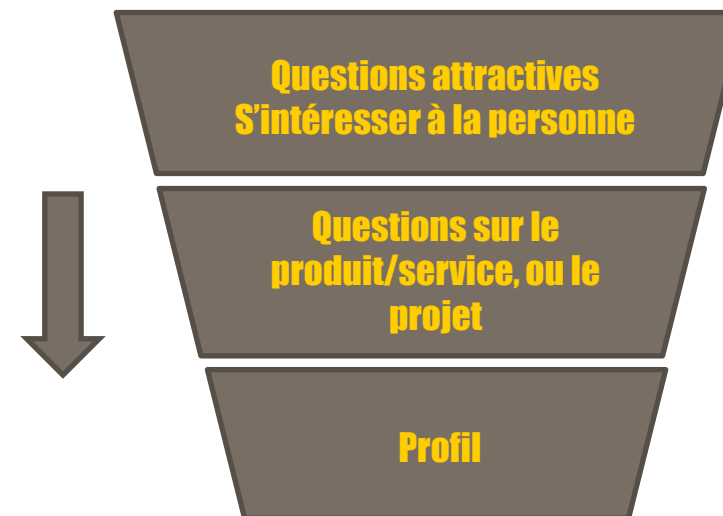 Questions attractives
S’intéresser à la personne
Questions sur le
produit/service, ou le
projet
Profil